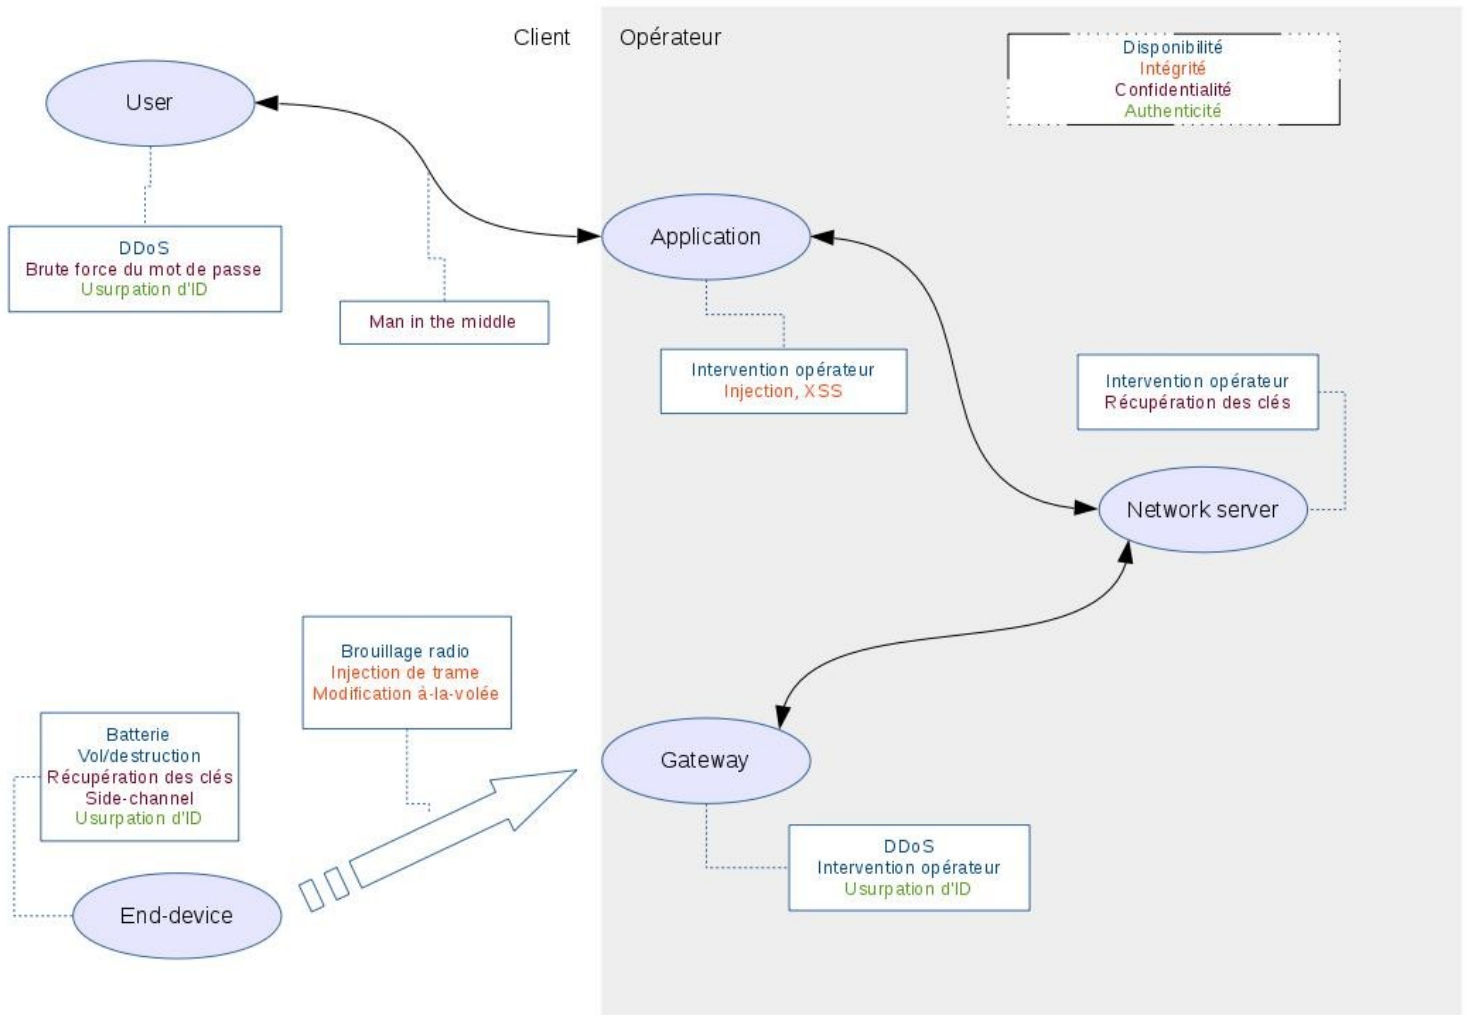 Client
Opérateur
Disponibilité
Intégrité
Confidentialité
Authenticité
User
DDoS
Brute force du mot de passe
Usurpation d'ID
Man in the middle
Application
Intervention opérateur
Injection, XSS
Intervention opérateur
Récupération des clés
Network server
Brouillage radio
Injection de trame
Modification à-la-volée
Batterie
Vol/destruction
Récupération des clés
Side-channel
Usurpation d'ID
End-device
Gateway
DDoS
Intervention opérateur
Usurpation d'ID